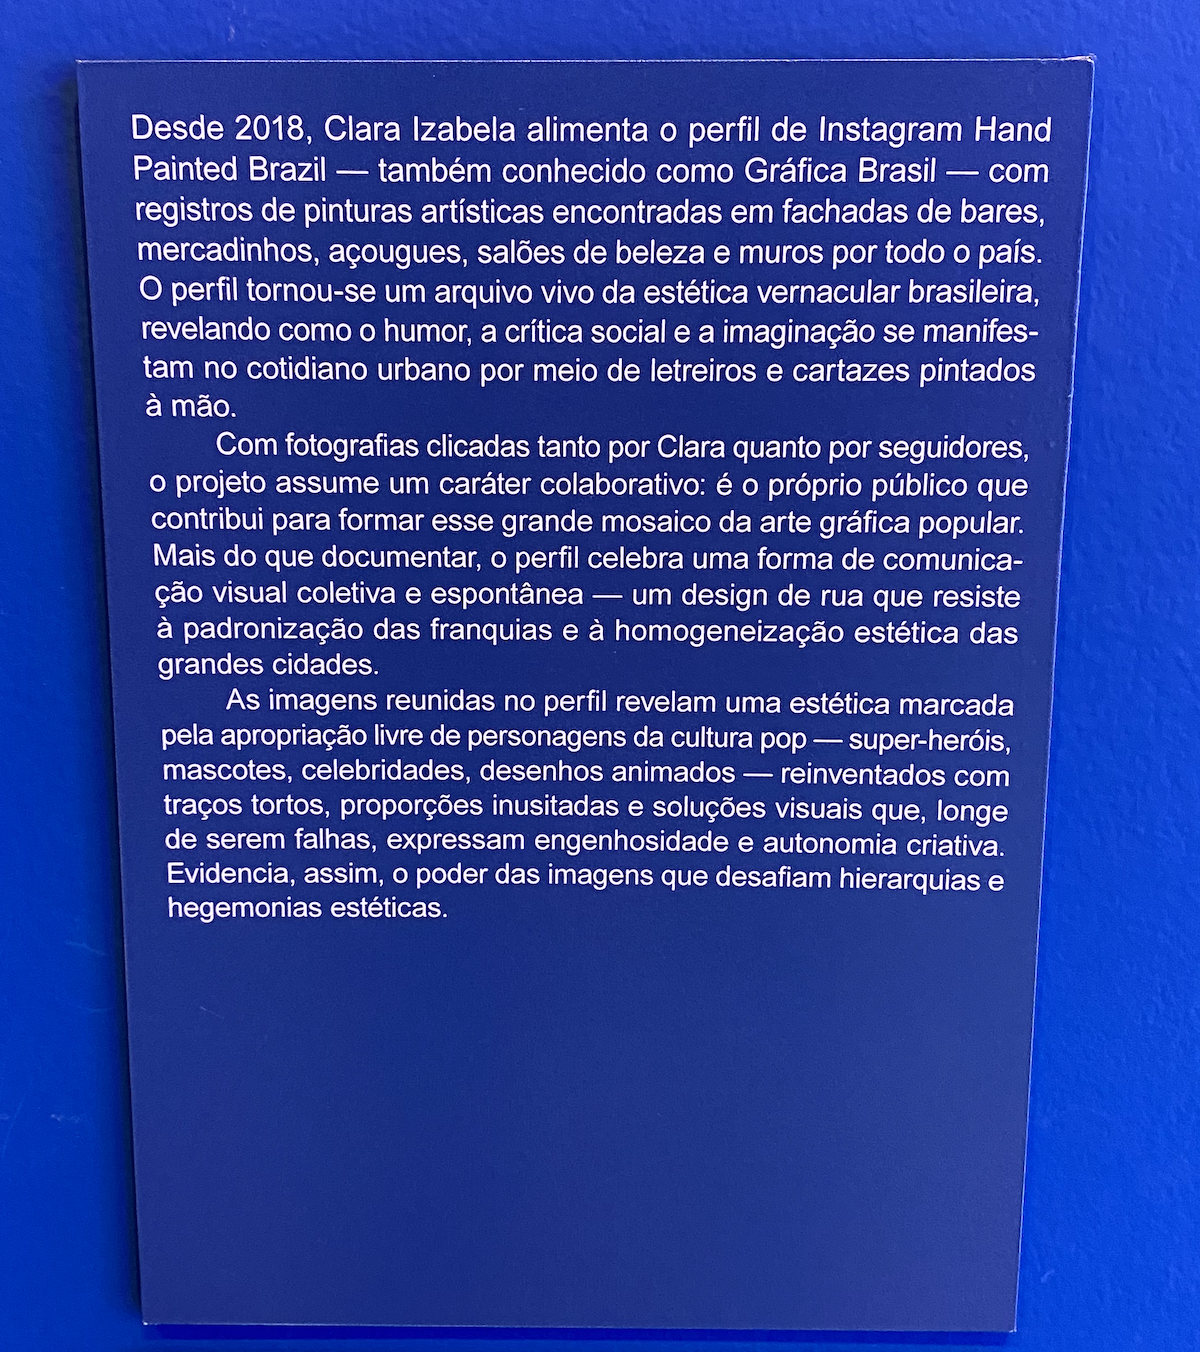 Desde 2018, Clara Izabela alimenta o perfil de Instagram Hand
Painted Brazil — também conhecido como Gráfica Brasil — com
registros de pinturas artísticas encontradas em fachadas de bares,
mercadinhos, açougues, salões de beleza e muros por todo o país.
O perfil tornou-se um arquivo vivo da estética vernacular brasileira,
revelando como o humor, a crítica social e a imaginação se manifes-
tam no cotidiano urbano por meio de letreiros e cartazes pintados
à mão.
Com fotografias clicadas tanto por Clara quanto por seguidores,
o projeto assume um caráter colaborativo: é o próprio público que
contribui para formar esse grande mosaico da arte gráfica popular.
Mais do que documentar, o perfil celebra uma forma de comunica-
ção visual coletiva e espontânea — um design de rua que resiste
à padronização das franquias e à homogeneização estética das
grandes cidades.
As imagens reunidas no perfil revelam uma estética marcada
pela apropriação livre de personagens da cultura pop — super-heróis,
mascotes, celebridades, desenhos animados — reinventados com
traços tortos, proporções inusitadas e soluções visuais que, longe
de serem falhas, expressam engenhosidade e autonomia criativa.
Evidencia, assim, o poder das imagens que desafiam hierarquias e
hegemonias estéticas.